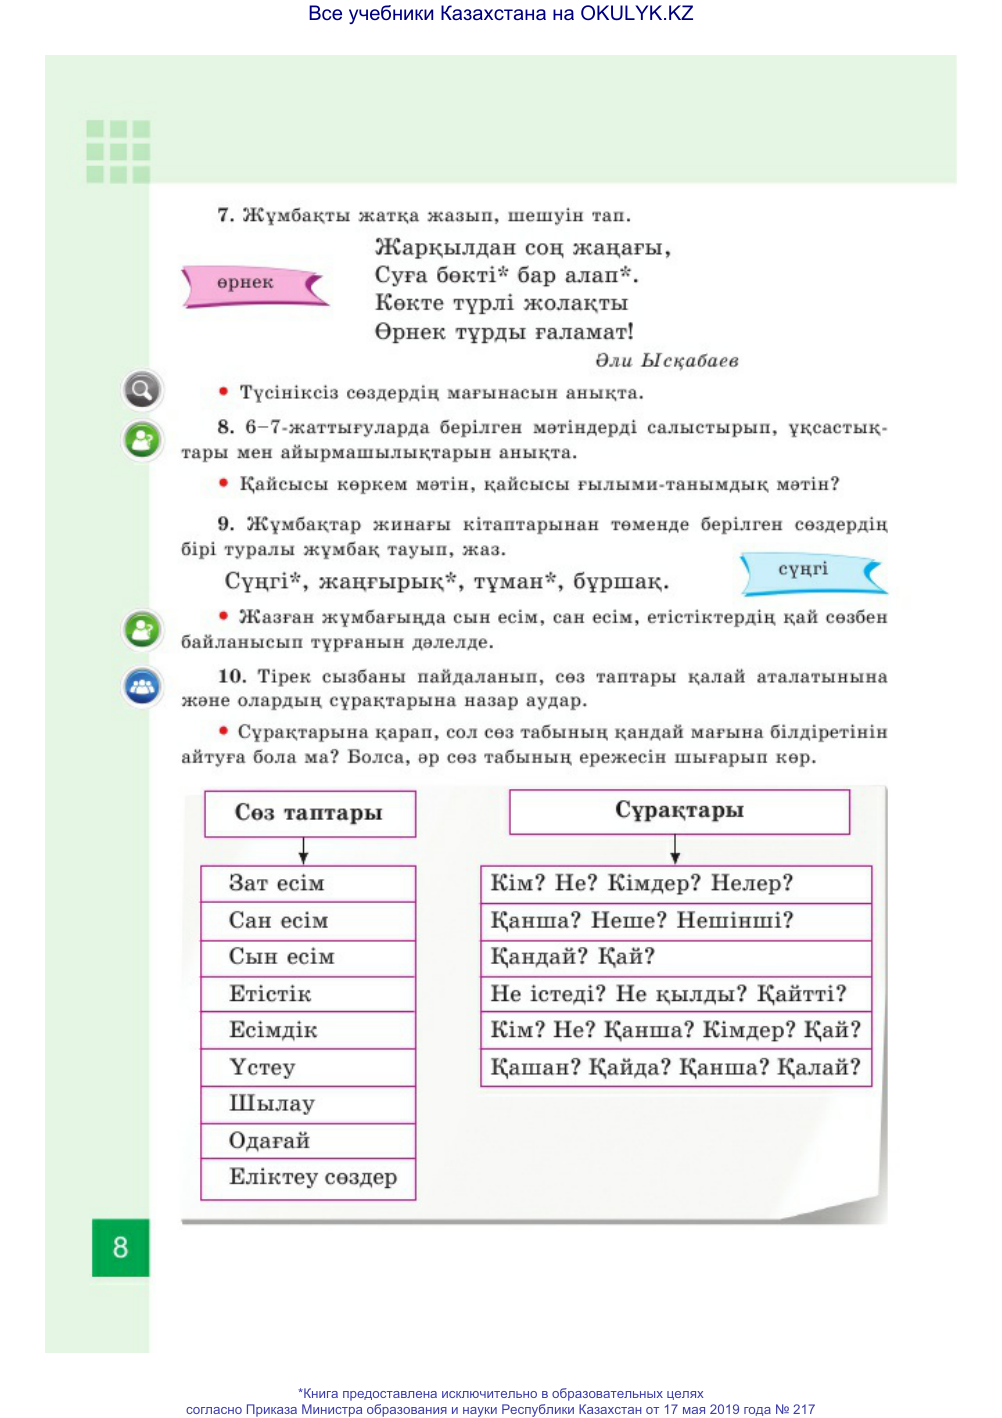 Все учебники Казахстана на OKULYK.KZ
7. Жұмбақты жатқа жазып, шешуін тап.
Жарқылдан соң жаңағы,
Суға бөкті* бар алап*.
Көкте түрлі жолақты
Өрнек тұрды ғаламат!
өрнек
Әли Ысқабаев
• Түсініксіз сөздердің мағынасын анықта.
8. 6–7-жаттығуларда берілген мәтіндерді салыстырып, ұқсастық-
тары мен айырмашылықтарын анықта.
• Қайсысы көркем мәтін, қайсысы ғылыми-танымдық мәтін?
9. Жұмбақтар жинағы кітаптарынан төменде берілген сөздердің
бірі туралы жұмбақ тауып, жаз.
Сүңгі*, жаңғырық*, тұман*, бұршақ.
сүңгі
• Жазған жұмбағыңда сын есім, сан есім, етістіктердің қай сөзбен
байланысып тұрғанын дәлелде.
10. Тірек сызбаны пайдаланып, сөз таптары қалай аталатынына
және олардың сұрақтарына назар аудар.
• Сұрақтарына қарап, сол сөз табының қандай мағына білдіретінін
айтуға бола ма? Болса, әр сөз табының ережесін шығарып көр.
Сөз таптары
Сұрақтары
Зат есім
Кім? Не? Кімдер? Нелер?
Сан есім
Қанша? Неше? Нешінші?
Сын есім
Қандай? Қай?
Етістік
Не істеді? Не қылды? Қайтті?
Есімдік
Кім? Не? Қанша? Кімдер? Қай?
Үстеу
Қашан? Қайда? Қанша? Қалай?
Шылау
Одағай
Еліктеу сөздер
8
*Книга предоставлена исключительно в образовательных целях
согласно Приказа Министра образования и науки Республики Казахстан от 17 мая 2019 года № 217